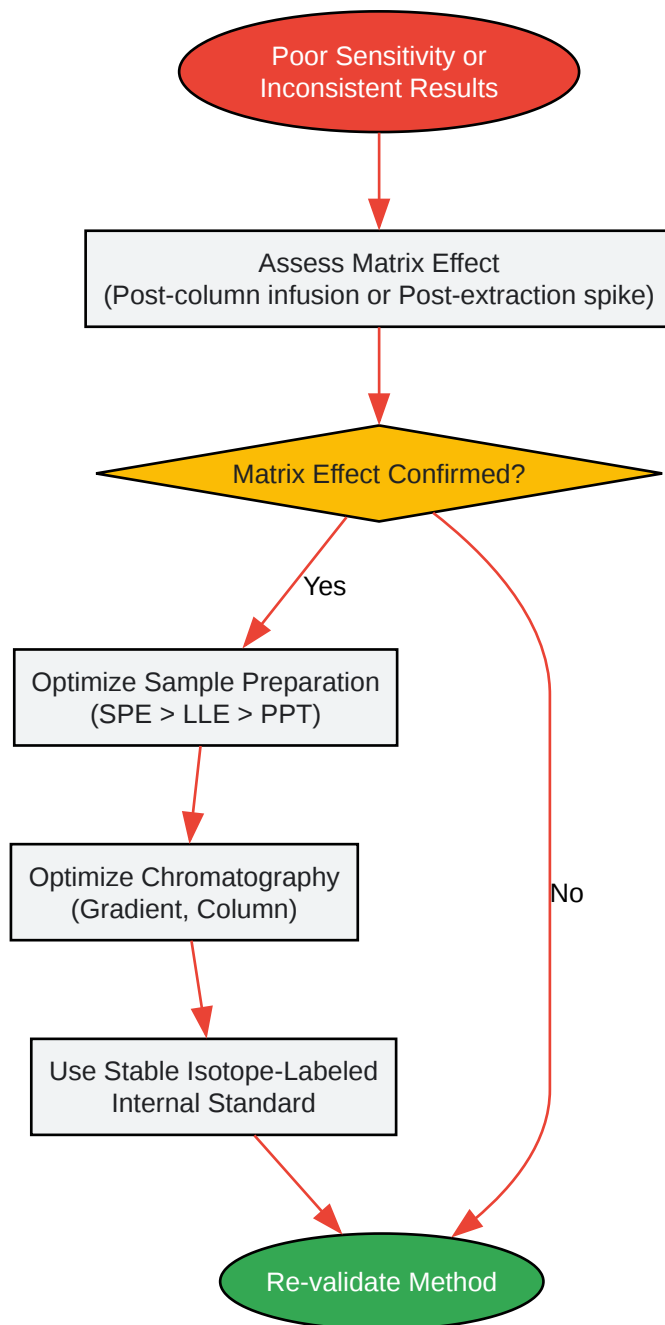 Poor Sensitivity or
Inconsistent Results
Assess Matrix Effect
(Post-column infusion or Post-extraction spike)
Matrix Effect Confirmed?
Yes
Optimize Sample Preparation
(SPE > LLE > PPT)
Optimize Chromatography
(Gradient, Column)
No
Use Stable Isotope-Labeled
Internal Standard
Re-validate Method